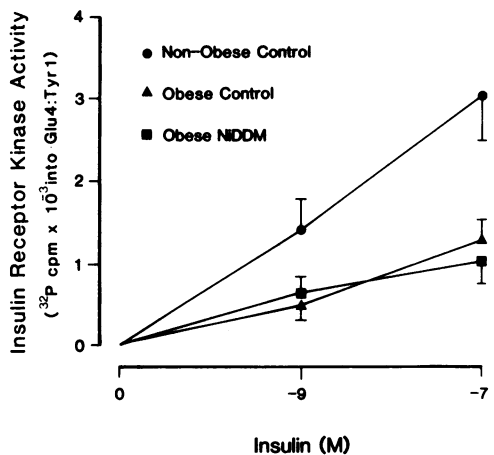 Insulin Receptor Kinase Activity
(³²P cpm x 10̄³ into Glu4:Tyr1)
4
3
2
1
0
Non-Obese Control
Obese Control
Obese NIDDM
0
-9
-7
Insulin (M)